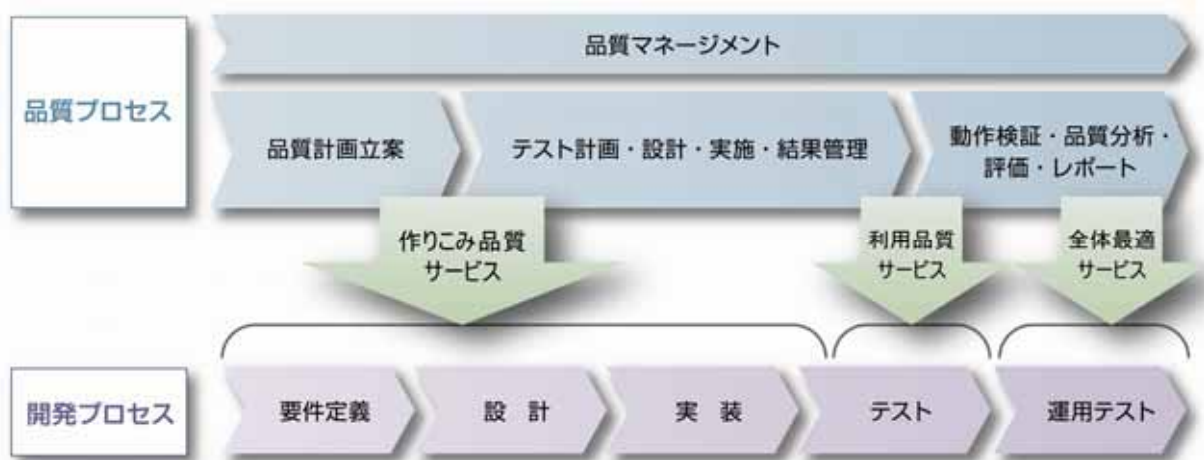 品質マネージメント
品質プロセス
品質計画立案
テスト計画・設計・実施・結果管理
動作検証・品質分析・
評価・レポート
作りこみ品質
サービス
利用品質
サービス
全体最適
サービス
開発プロセス
要件定義
設 計
実 装
テスト
運用テスト